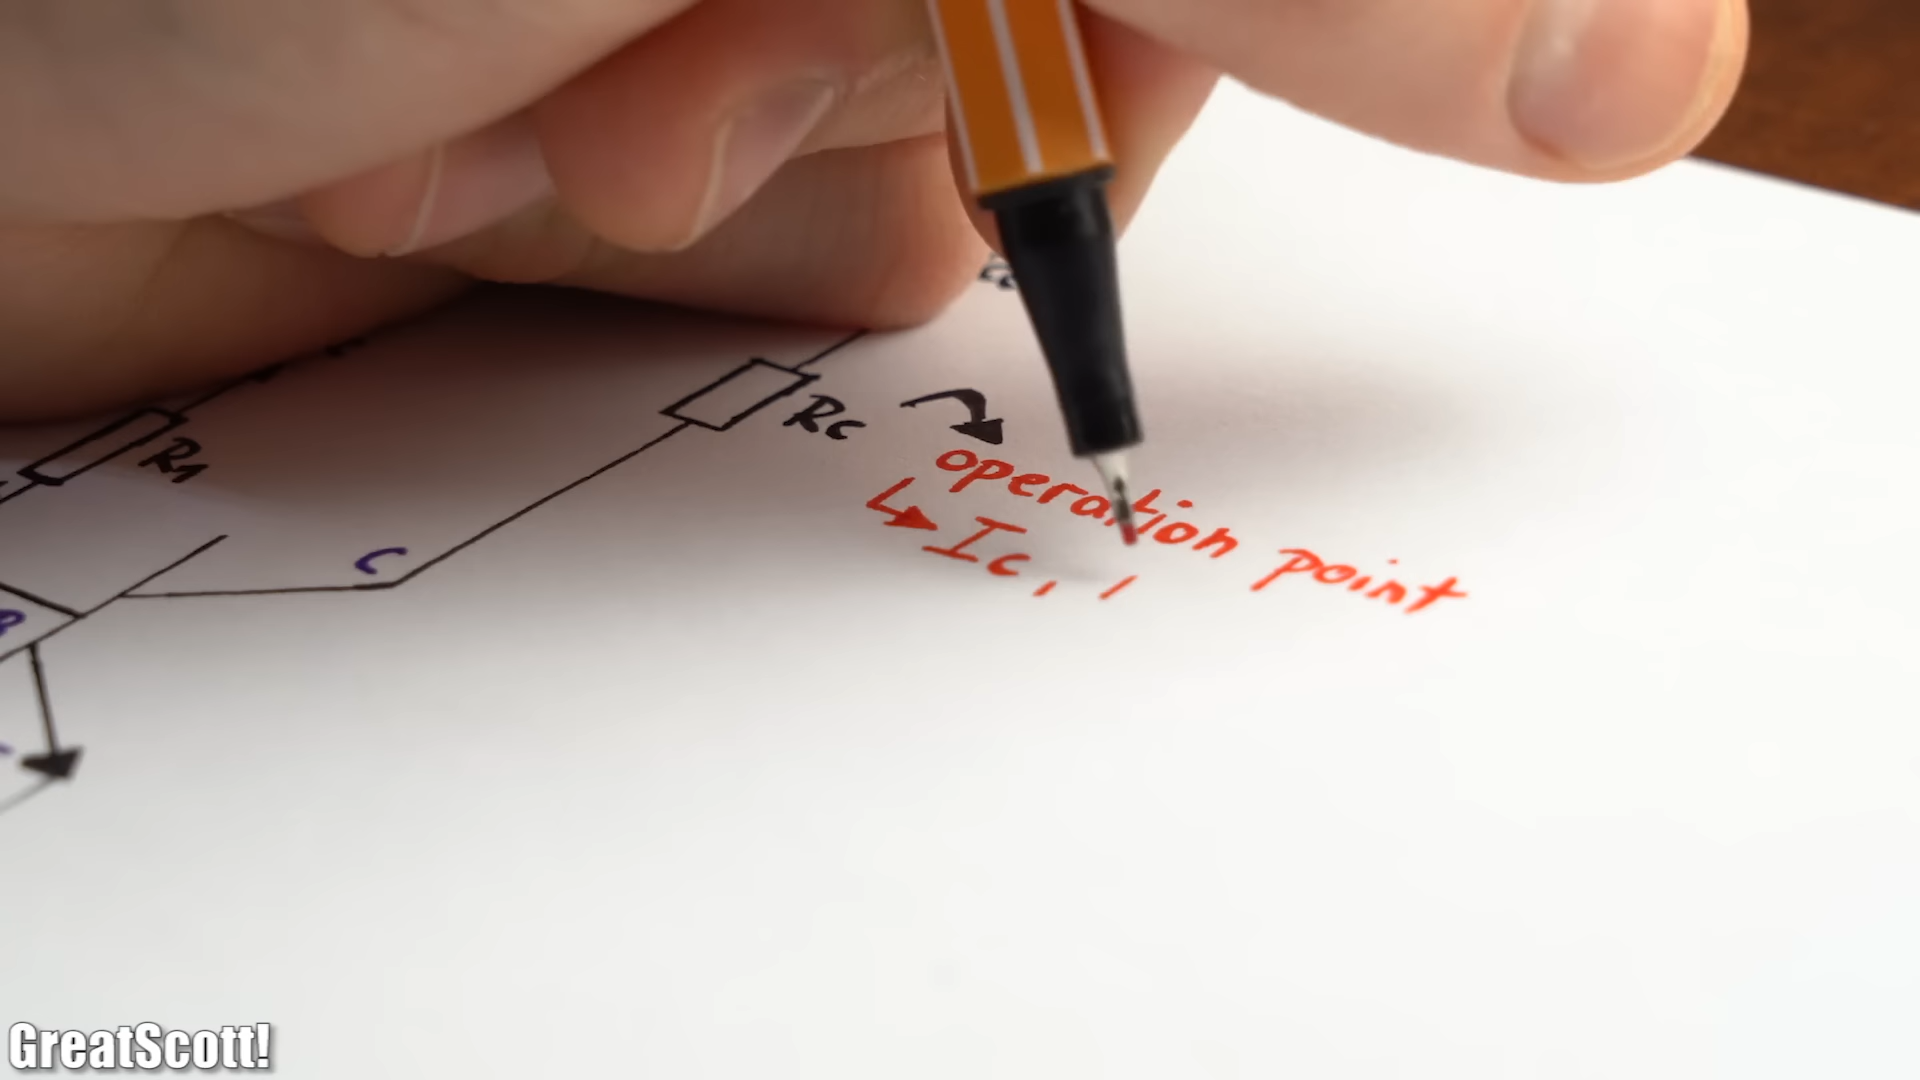 R1
Rc
C
B
operation point
Ic,
GreatScott!